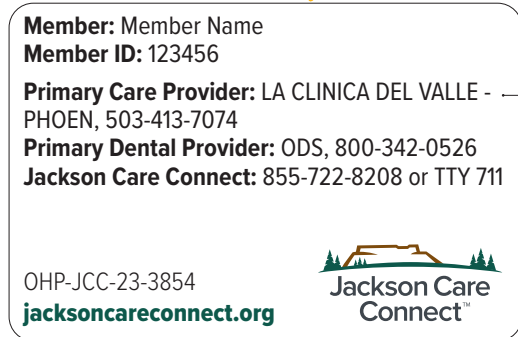 Member: Member Name
Member ID: 123456
Primary Care Provider: LA CLINICA DEL VALLE -
PHOEN, 503-413-7074
Primary Dental Provider: ODS, 800-342-0526
Jackson Care Connect: 855-722-8208 or TTY 711
OHP-JCC-23-3854
jacksoncareconnect.org
Jackson Care
Connect™